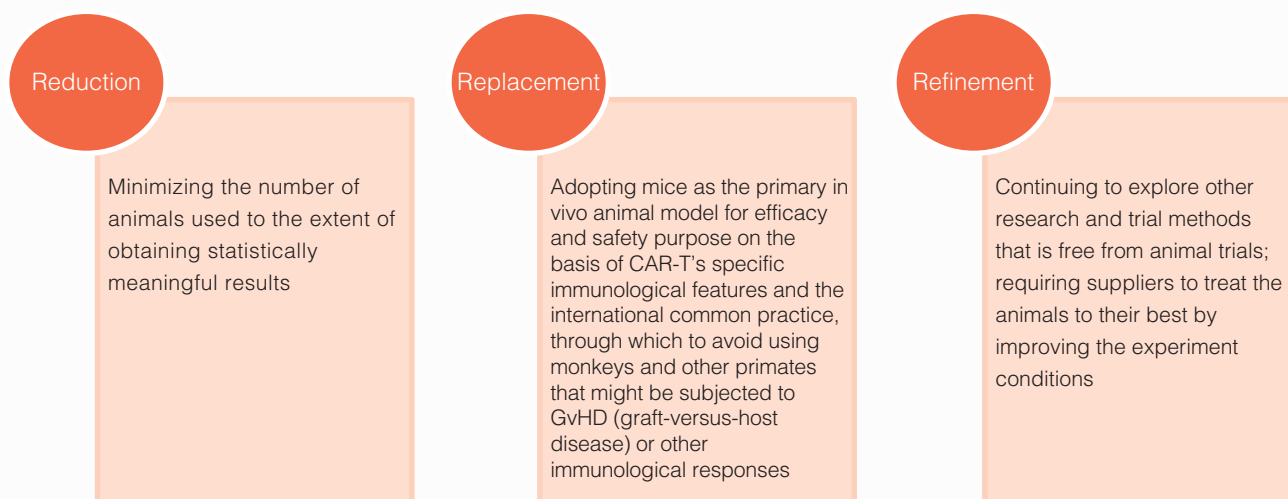 Reduction
Minimizing the number of
animals used to the extent of
obtaining statistically
meaningful results
Replacement
Adopting mice as the primary in
vivo animal model for efficacy
and safety purpose on the
basis of CAR-T’s specific
immunological features and the
international common practice,
through which to avoid using
monkeys and other primates
that might be subjected to
GvHD (graft-versus-host
disease) or other
immunological responses
Refinement
Continuing to explore other
research and trial methods
that is free from animal trials;
requiring suppliers to treat the
animals to their best by
improving the experiment
conditions